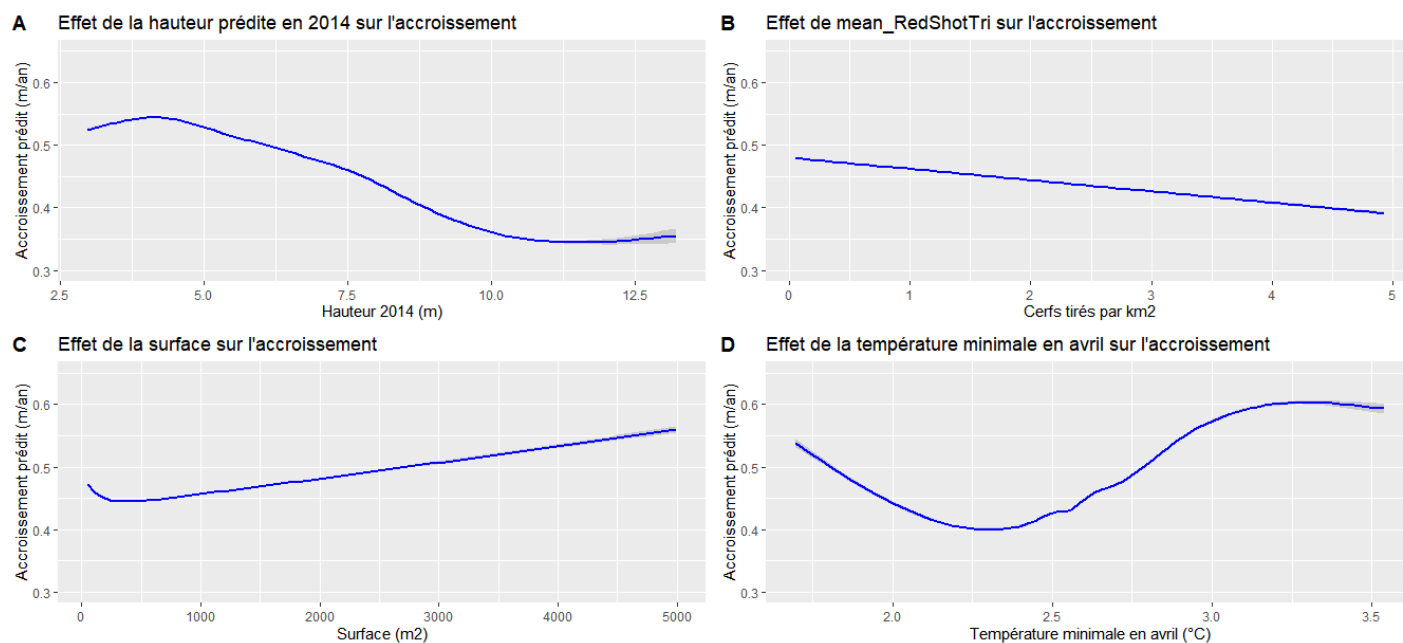 A Effet de la hauteur prédite en 2014 sur l'accroissement
Accroissement prédit (m/an)
0.6
0.5
0.4
0.3
2.5 5.0 7.5 10.0 12.5
Hauteur 2014 (m)
B Effet de mean_RedShotTri sur l'accroissement
Accroissement prédit (m/an)
0.6
0.5
0.4
0.3
0 1 2 3 4 5
Cerfs tirés par km2
C Effet de la surface sur l'accroissement
Accroissement prédit (m/an)
0.6
0.5
0.4
0.3
0 1000 2000 3000 4000 5000
Surface (m2)
D Effet de la température minimale en avril sur l'accroissement
Accroissement prédit (m/an)
0.6
0.5
0.4
0.3
2.0 2.5 3.0 3.5
Température minimale en avril (°C)